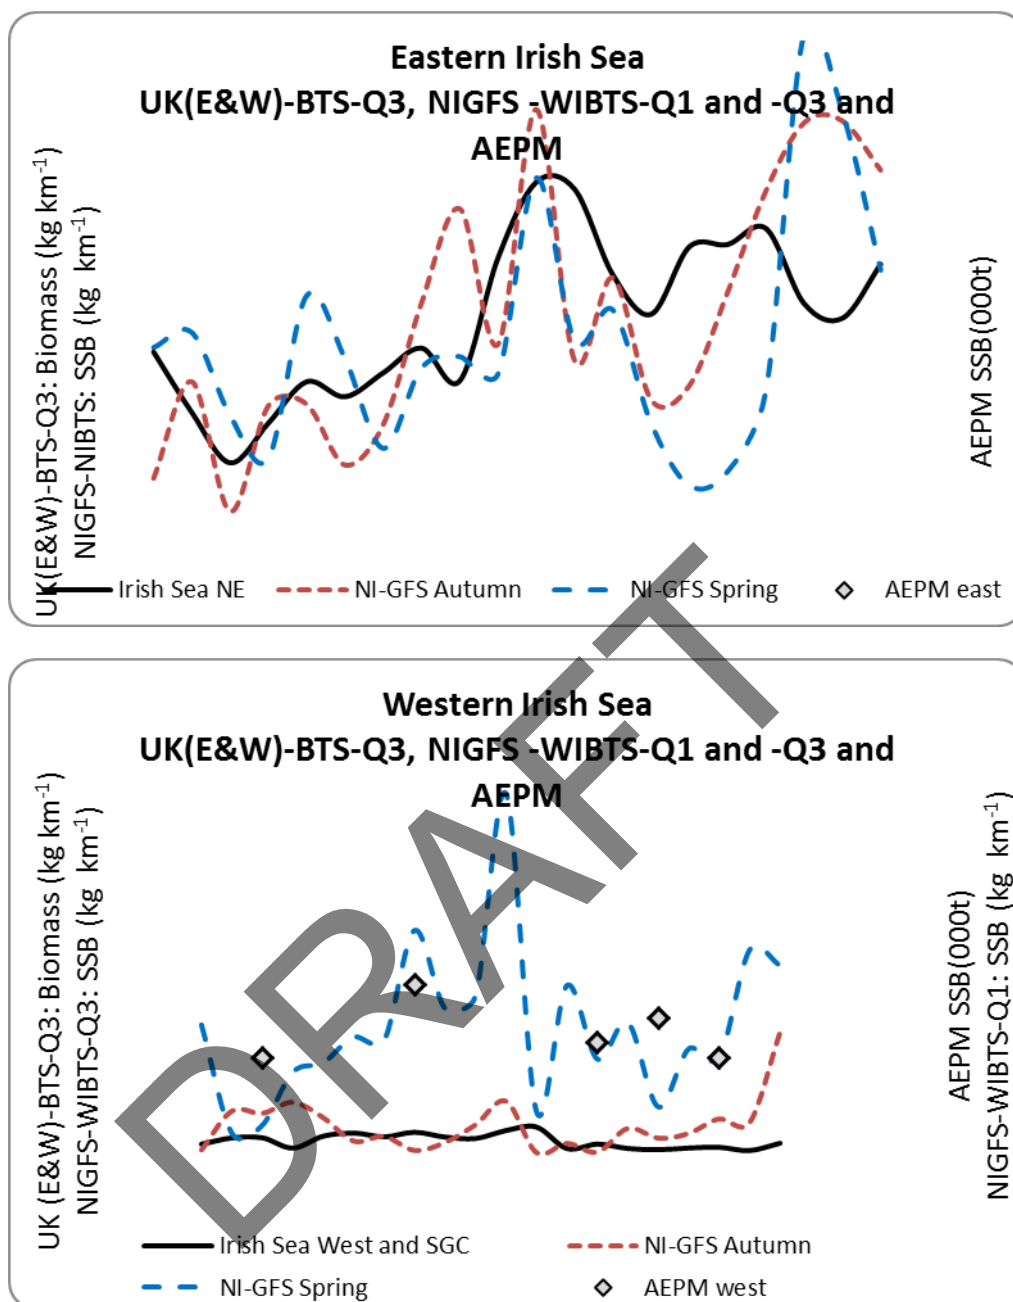 Eastern Irish Sea
UK(E&W)-BTS-Q3, NIGFS -WIBTS-Q1 and -Q3 and
AEPM
UK(E&W)-BTS-Q3: Biomass (kg km-1)
NIGFS-NIBTS: SSB (kg km-1)
AEPM SSB(000t)
Irish Sea NE
NI-GFS Autumn
NI-GFS Spring
AEPM east
Western Irish Sea
UK(E&W)-BTS-Q3, NIGFS -WIBTS-Q1 and -Q3 and
AEPM
UK (E&W)-BTS-Q3: Biomass (kg km-1)
NIGFS-WIBTS-Q3: SSB (kg km-1)
AEPM SSB(000t)
NIGFS-WIBTS-Q1: SSB (kg km-1)
Irish Sea West and SGC
NI-GFS Autumn
NI-GFS Spring
AEPM west
DRAFT